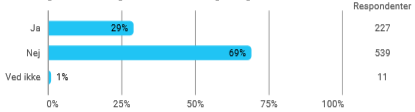 Respondenter
Ja 29% 227
Nej 69% 539
Ved ikke 1% 11
0% 25% 50% 75% 100%